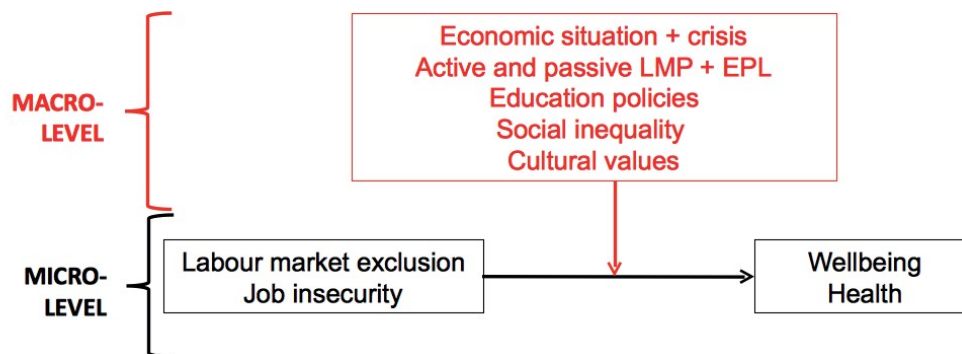 Economic situation + crisis
Active and passive LMP + EPL
Education policies
Social inequality
Cultural values
MACRO-
LEVEL
MICRO-
LEVEL
Labour market exclusion
Job insecurity
Wellbeing
Health